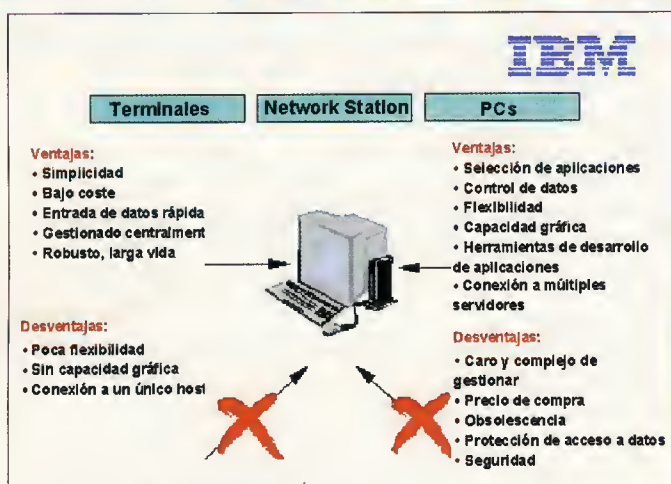 IBM
Terminales
Network Station
PCs
Ventajas:
• Simplicidad
• Bajo coste
• Entrada de datos rápida
• Gestionado centralment
• Robusto, larga vida
Desventajas:
• Poca flexibilidad
• Sin capacidad gráfica
• Conexión a un único host
Ventajas:
• Selección de aplicaciones
• Control de datos
• Flexibilidad
• Capacidad gráfica
• Herramientas de desarrollo
de aplicaciones
• Conexión a múltiples
servidores
Desventajas:
• Caro y complejo de
gestionar
• Precio de compra
• Obsolescencia
• Protección de acceso a datos
• Seguridad